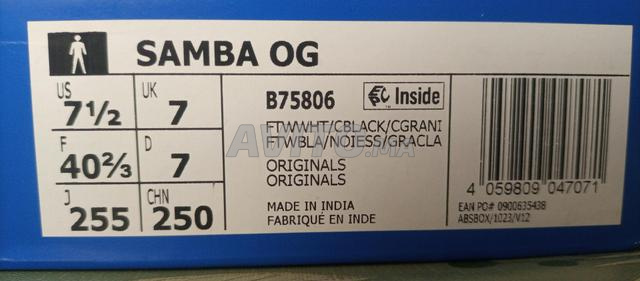 SAMBA OG
US UK
7½ 7
F D
40⅔ 7
J CHN
255 250
B75806 Inside
FTWWHT/CBLACK/CGRANI
FTWBLA/NOIESS/GRACLA
ORIGINALS
ORIGINALS
MADE IN INDIA
FABRIQUÉ EN INDE
4 059809 047071
EAN PO# 0900635438
ABSBOX/1023/V12
AVITO.MA